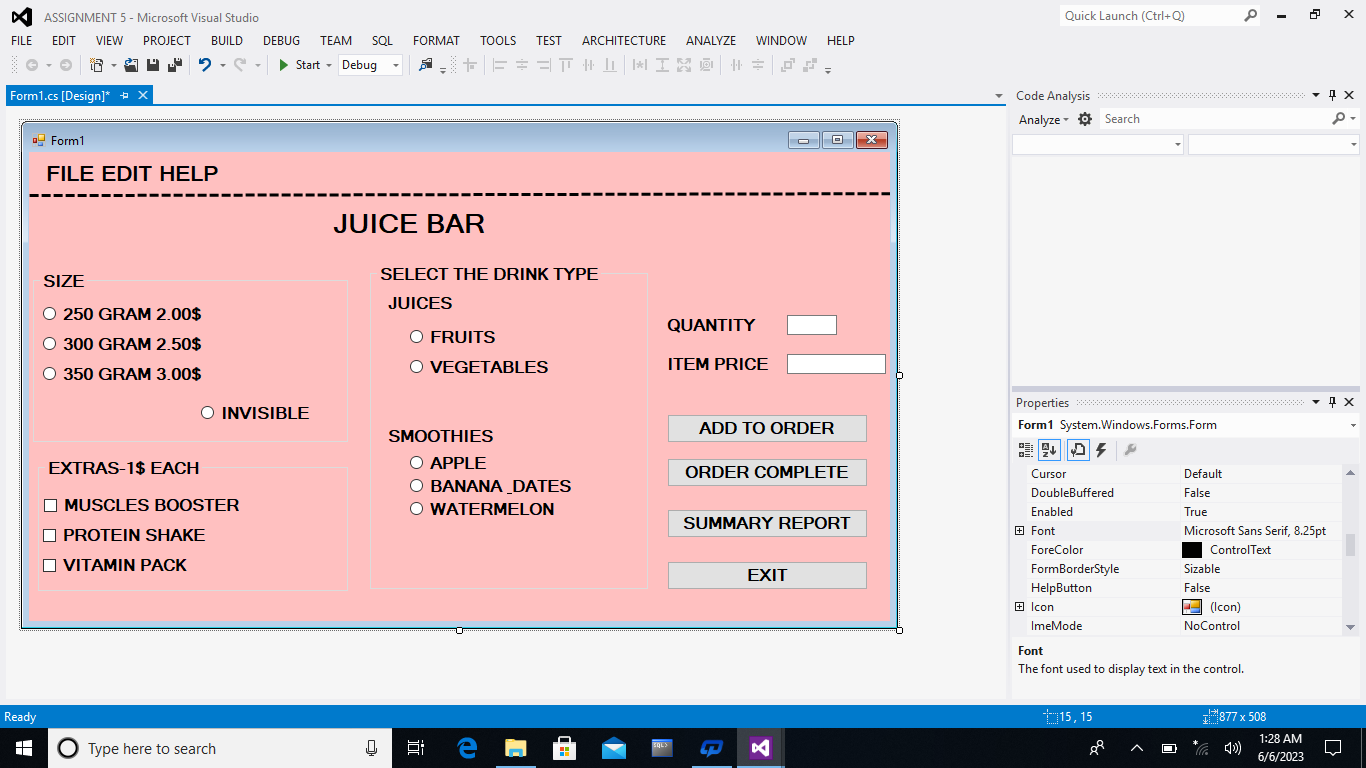 ASSIGNMENT 5 - Microsoft Visual Studio
Quick Launch (Ctrl+Q)
FILE EDIT VIEW PROJECT BUILD DEBUG TEAM SQL FORMAT TOOLS TEST ARCHITECTURE ANALYZE WINDOW HELP
Start Debug
Form1.cs [Design]*
Form1
FILE EDIT HELP
JUICE BAR
SIZE
250 GRAM 2.00$
300 GRAM 2.50$
350 GRAM 3.00$
INVISIBLE
EXTRAS-1$ EACH
MUSCLES BOOSTER
PROTEIN SHAKE
VITAMIN PACK
SELECT THE DRINK TYPE
JUICES
FRUITS
VEGETABLES
SMOOTHIES
APPLE
BANANA _DATES
WATERMELON
QUANTITY
ITEM PRICE
ADD TO ORDER
ORDER COMPLETE
SUMMARY REPORT
EXIT
Code Analysis
Analyze Search
Properties
Form1 System.Windows.Forms.Form
Cursor Default
DoubleBuffered False
Enabled True
Font Microsoft Sans Serif, 8.25pt
ForeColor ControlText
FormBorderStyle Sizable
HelpButton False
Icon (Icon)
ImeMode NoControl
Font
The font used to display text in the control.
Ready 15 , 15 877 x 508
Type here to search
1:28 AM
6/6/2023